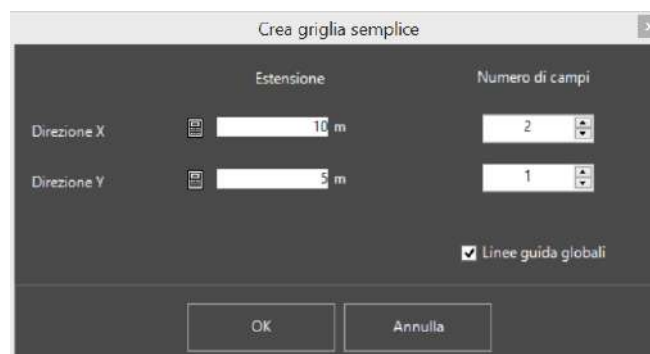 Crea griglia semplice
x
Estensione Numero di campi
Direzione X 10 m 2
Direzione Y 5 m 1
Linee guida globali
OK Annulla